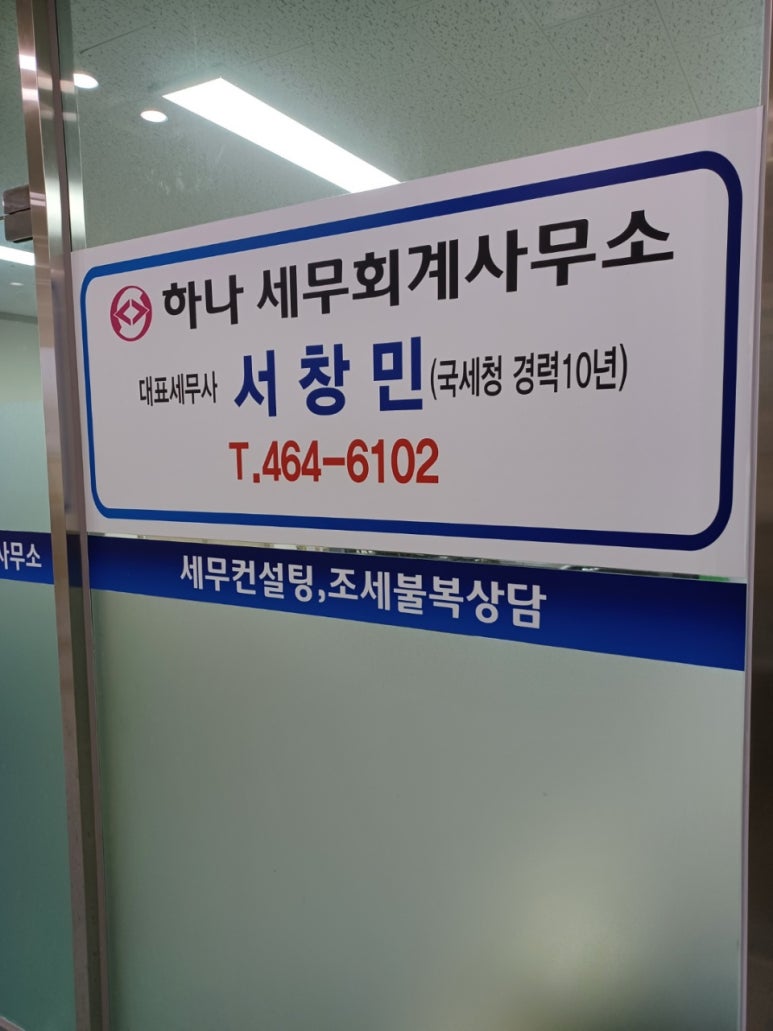 하나 세무회계사무소
대표세무사 서창민(국세청 경력10년)
T.464-6102
사무소
세무컨설팅,조세불복상담